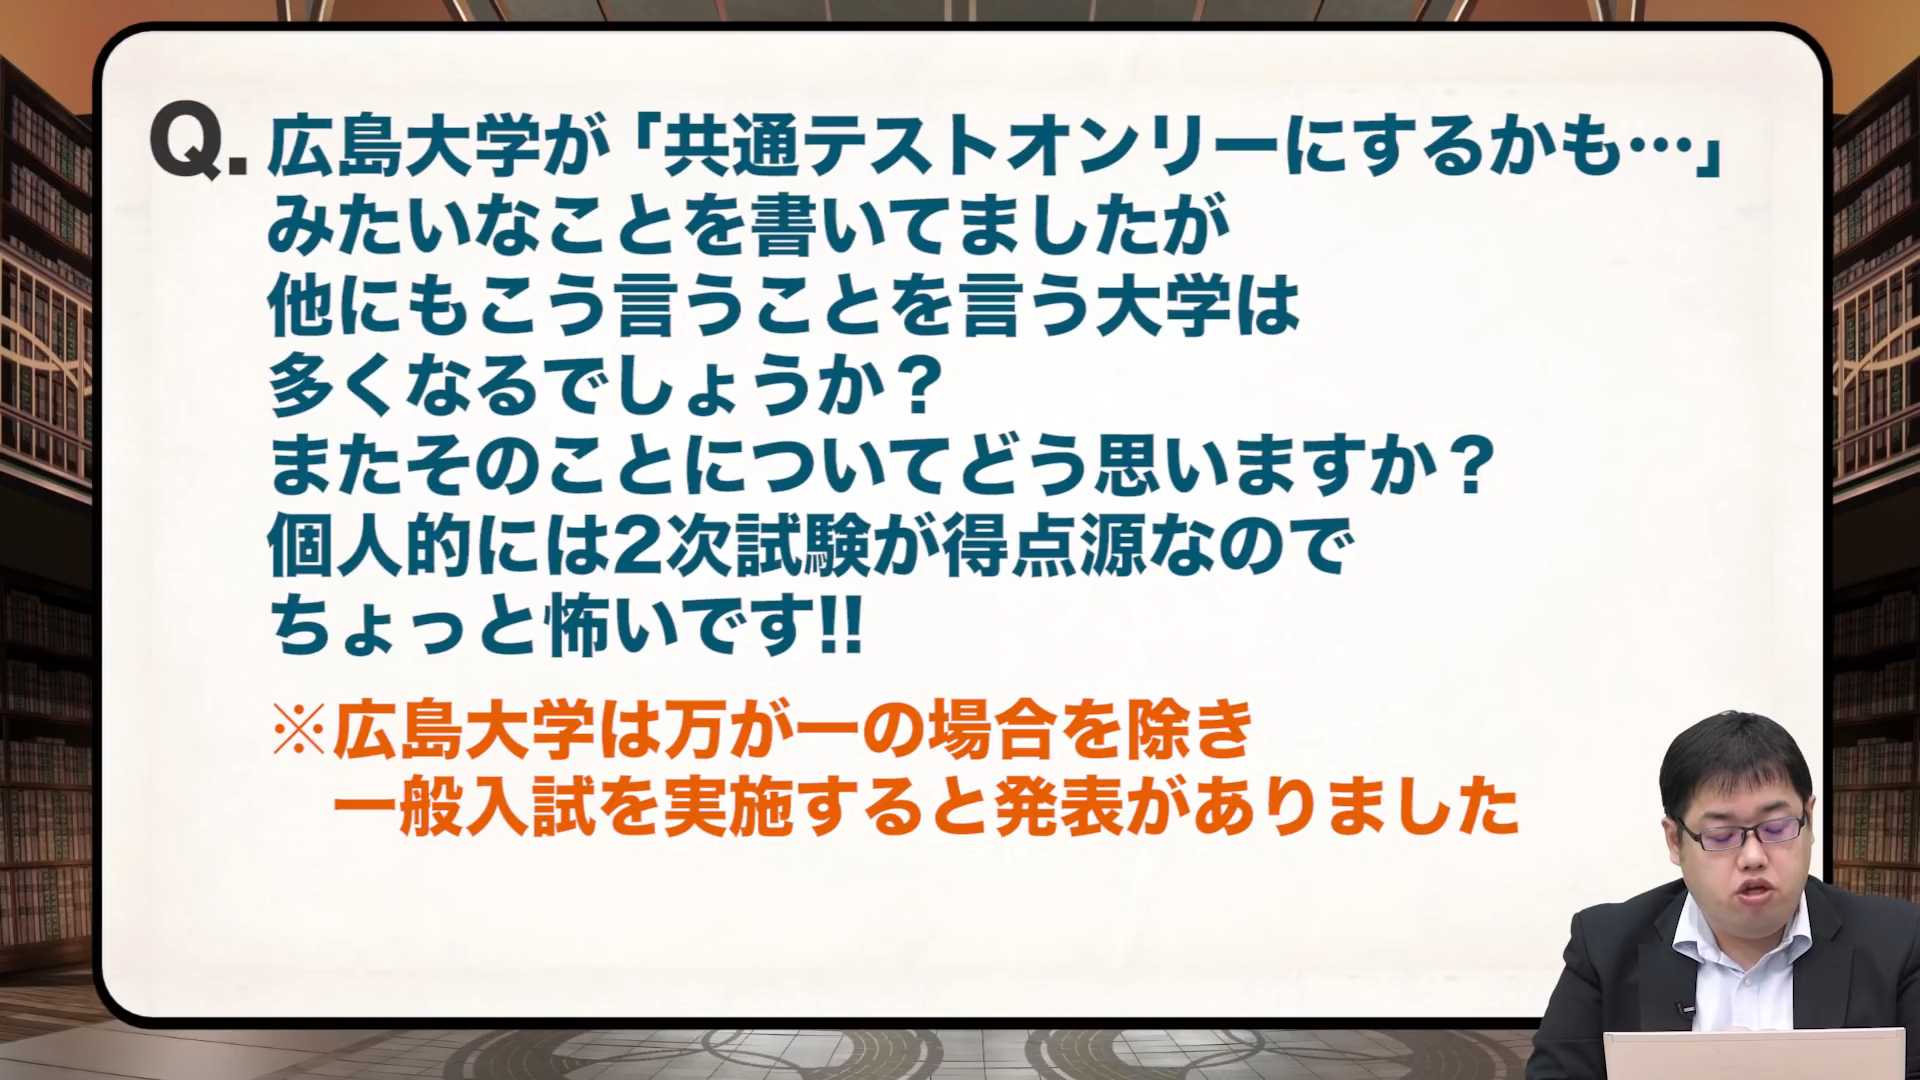 Q. 広島大学が「共通テストオンリーにするかも…」
みたいなことを書いてましたが
他にもこう言うことを言う大学は
多くなるでしょうか？
またそのことについてどう思いますか？
個人的には2次試験が得点源なので
ちょっと怖いです!!
※広島大学は万が一の場合を除き
一般入試を実施すると発表がありました